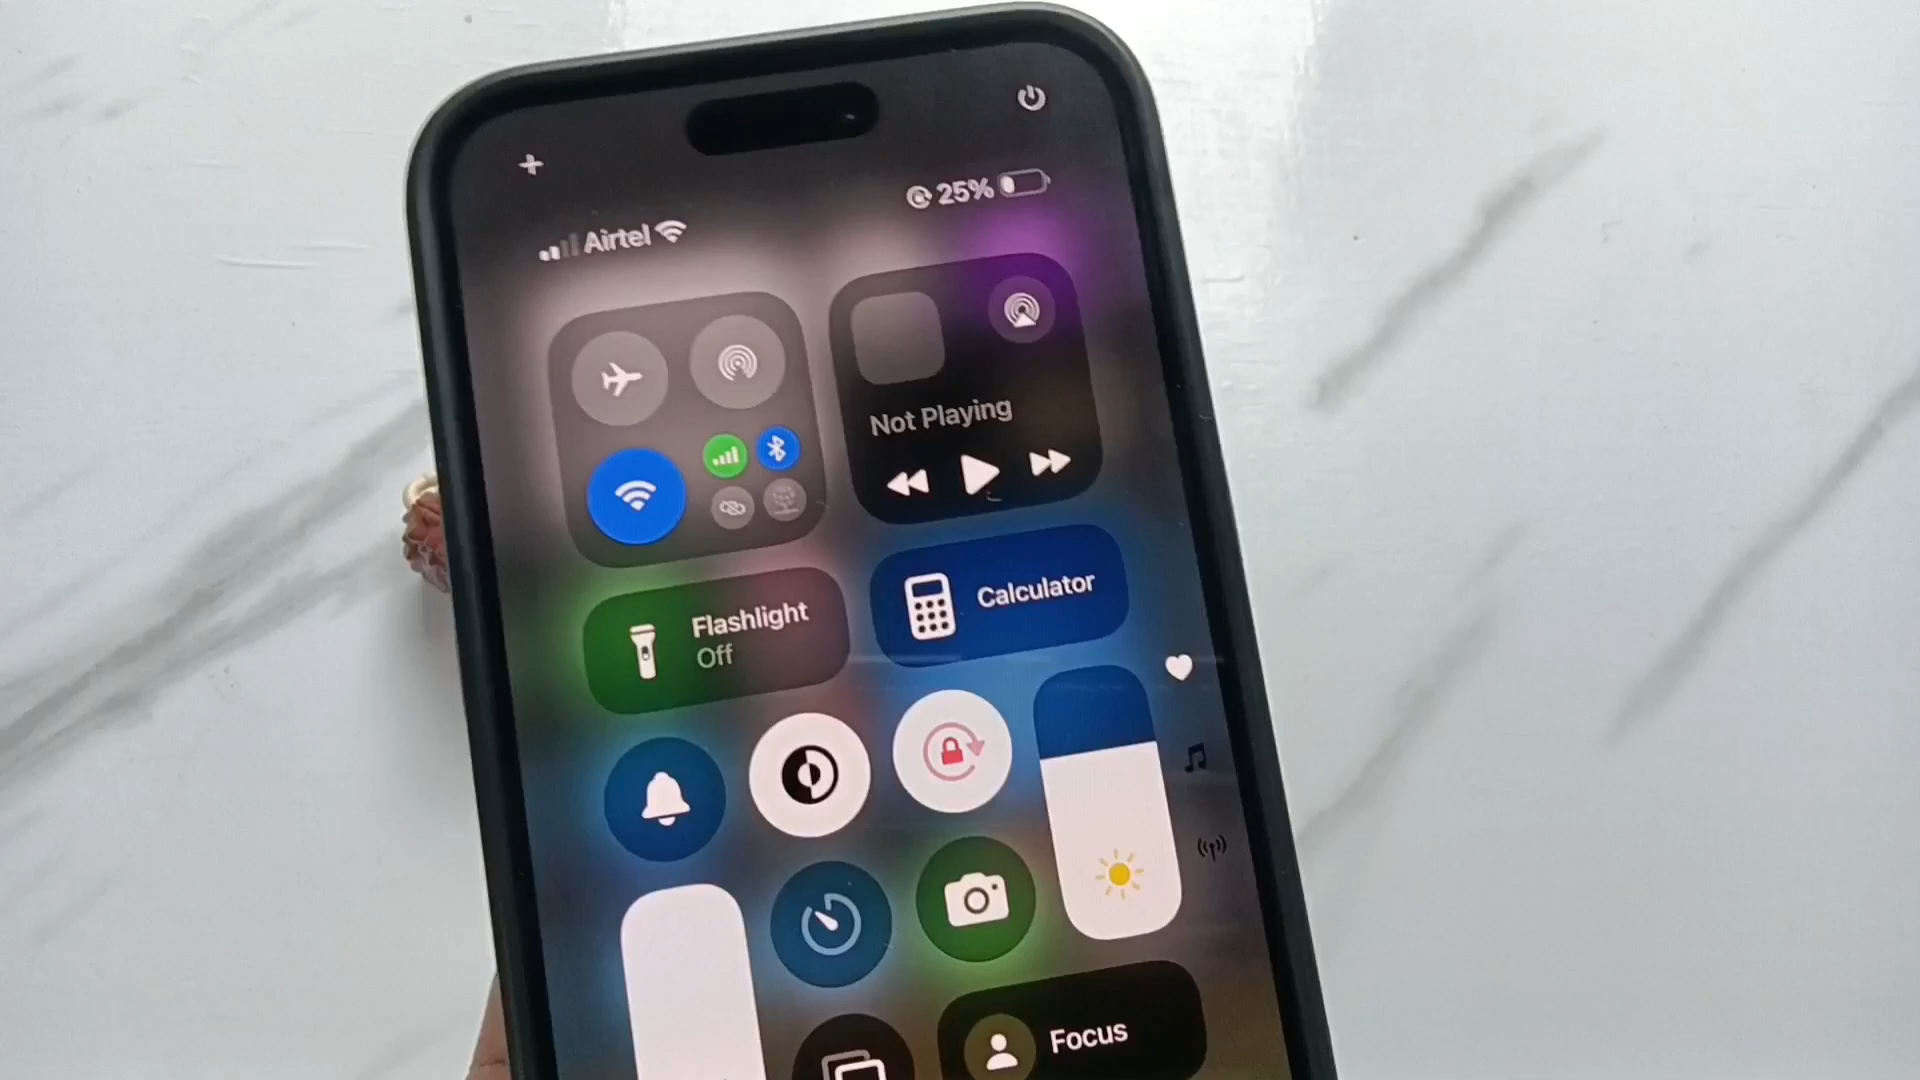 25%
Airtel
Not Playing
Flashlight
Off
Calculator
Focus